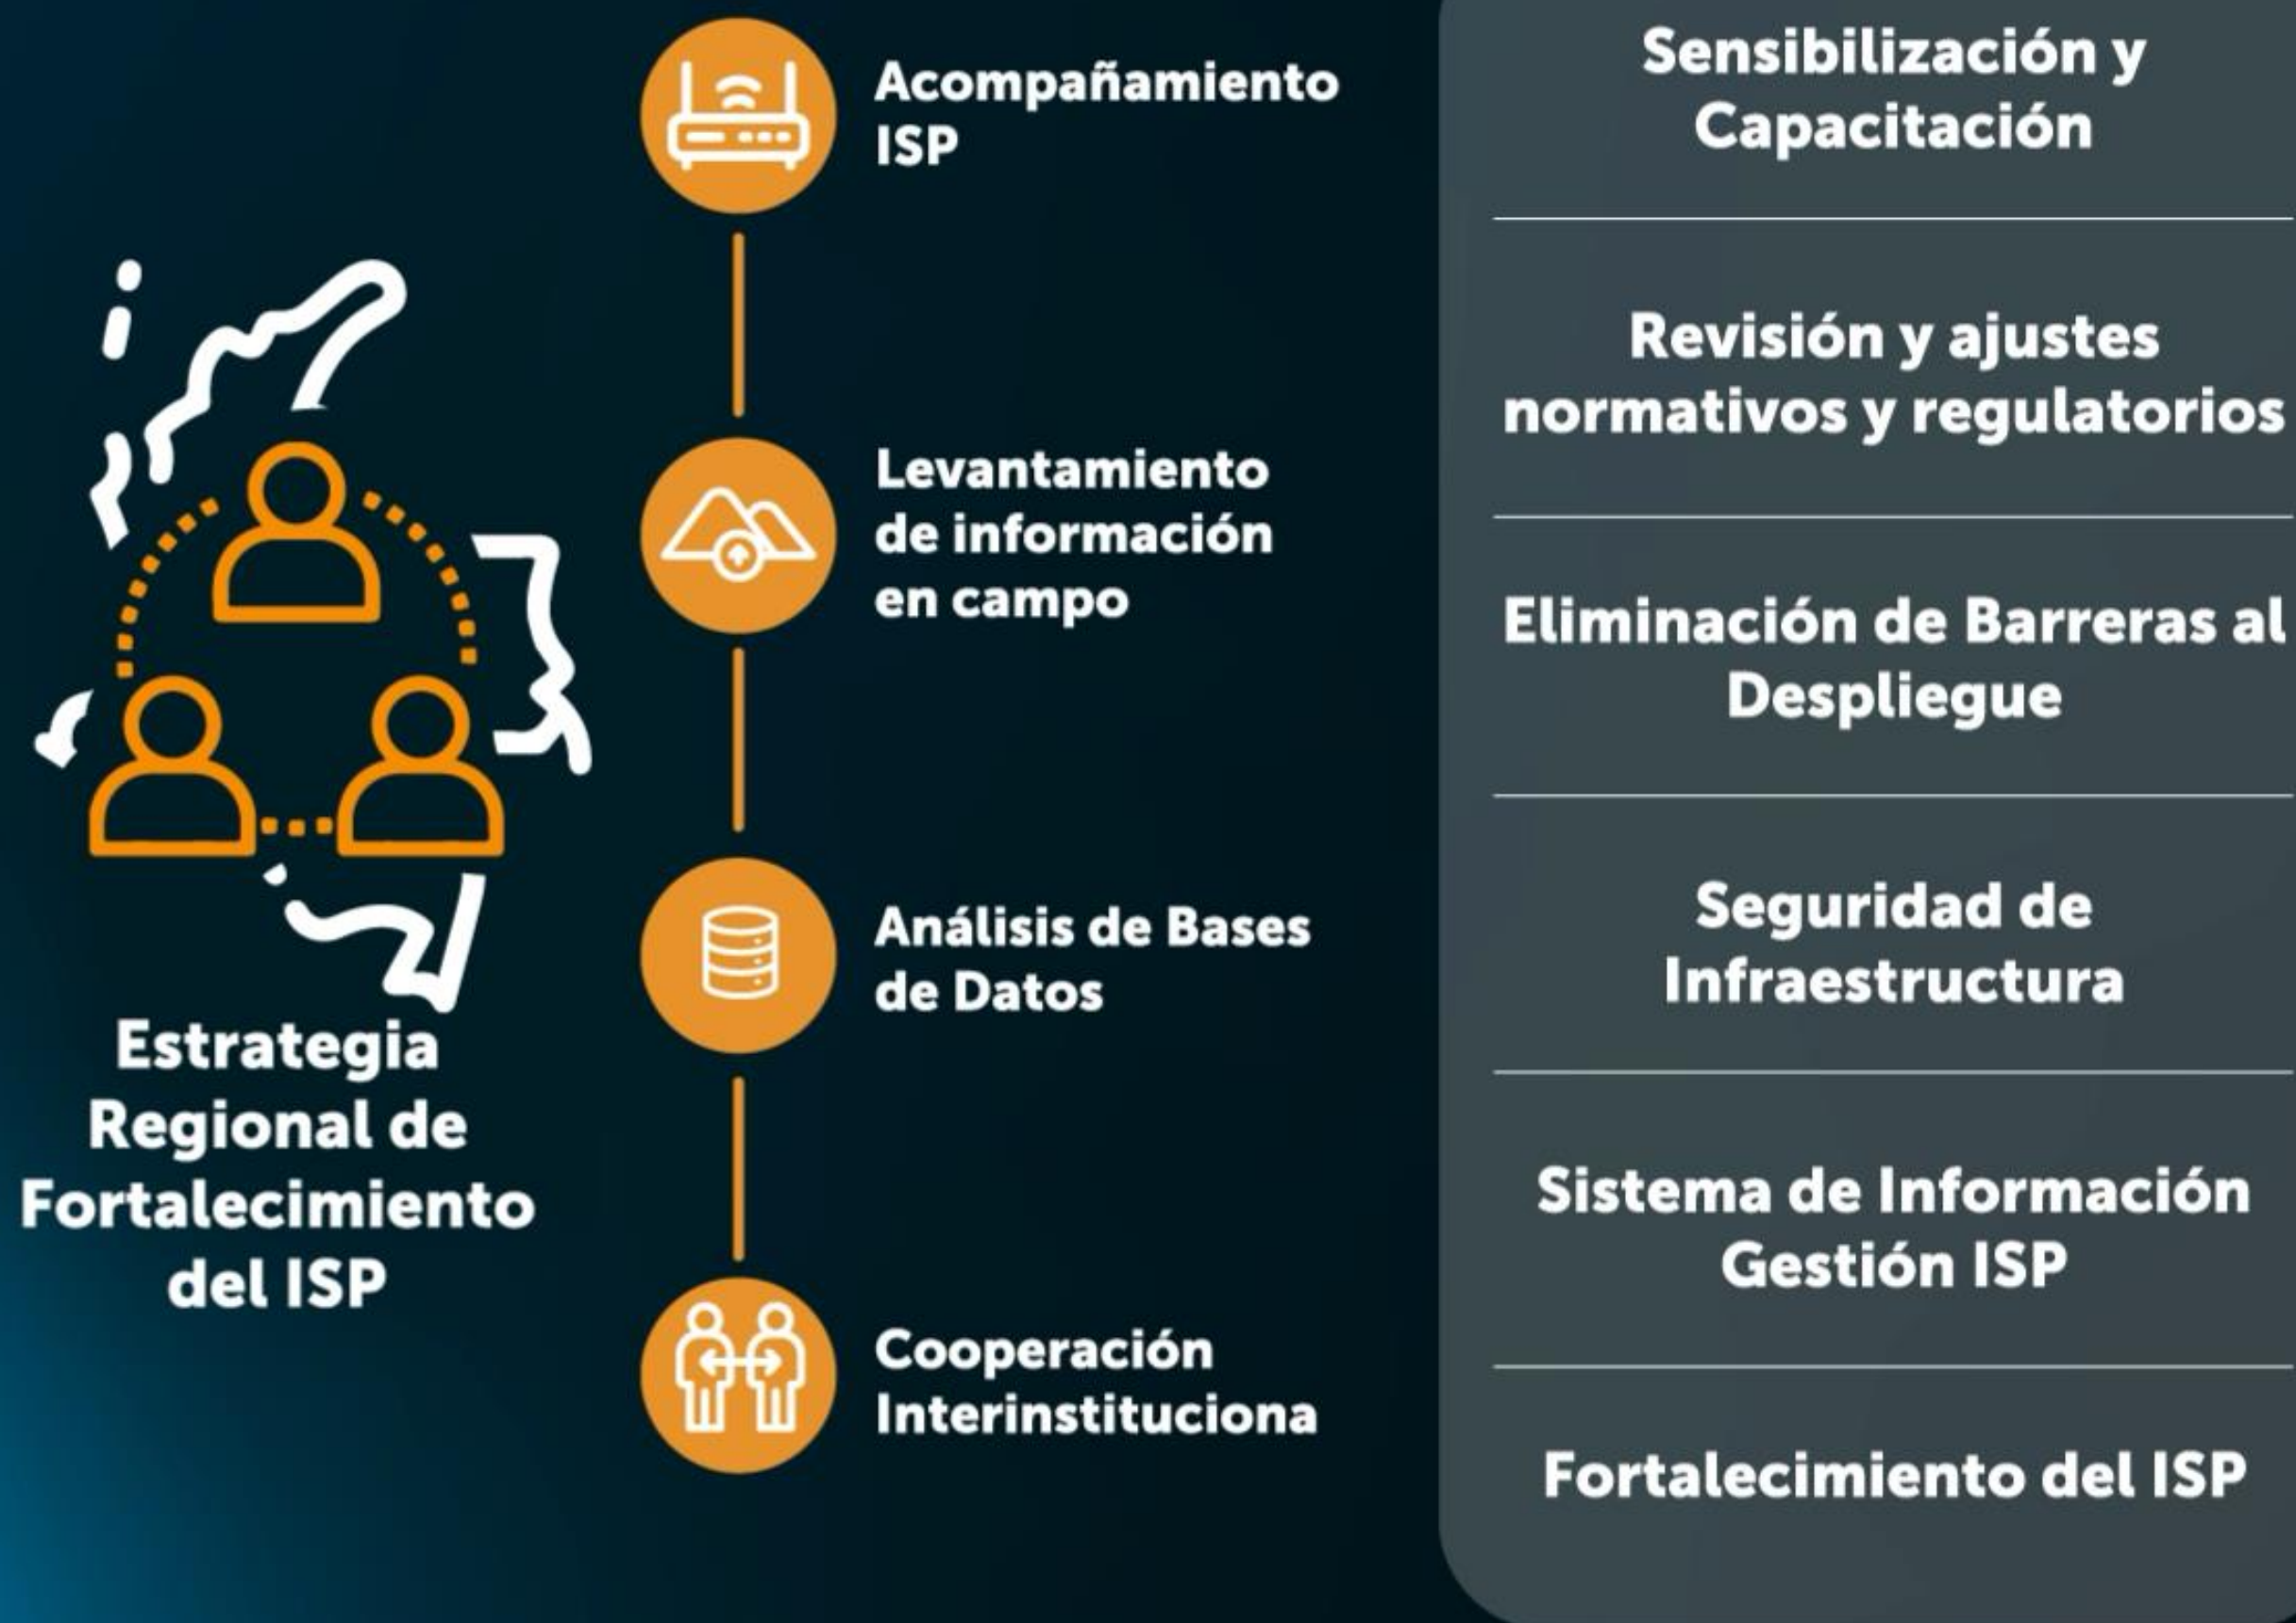 Estrategia
Regional de
Fortalecimiento
del ISP
Acompañamiento
ISP
Levantamiento
de información
en campo
Análisis de Bases
de Datos
Cooperación
Interinstituciona
Sensibilización y
Capacitación
Revisión y ajustes
normativos y regulatorios
Eliminación de Barreras al
Despliegue
Seguridad de
Infraestructura
Sistema de Información
Gestión ISP
Fortalecimiento del ISP